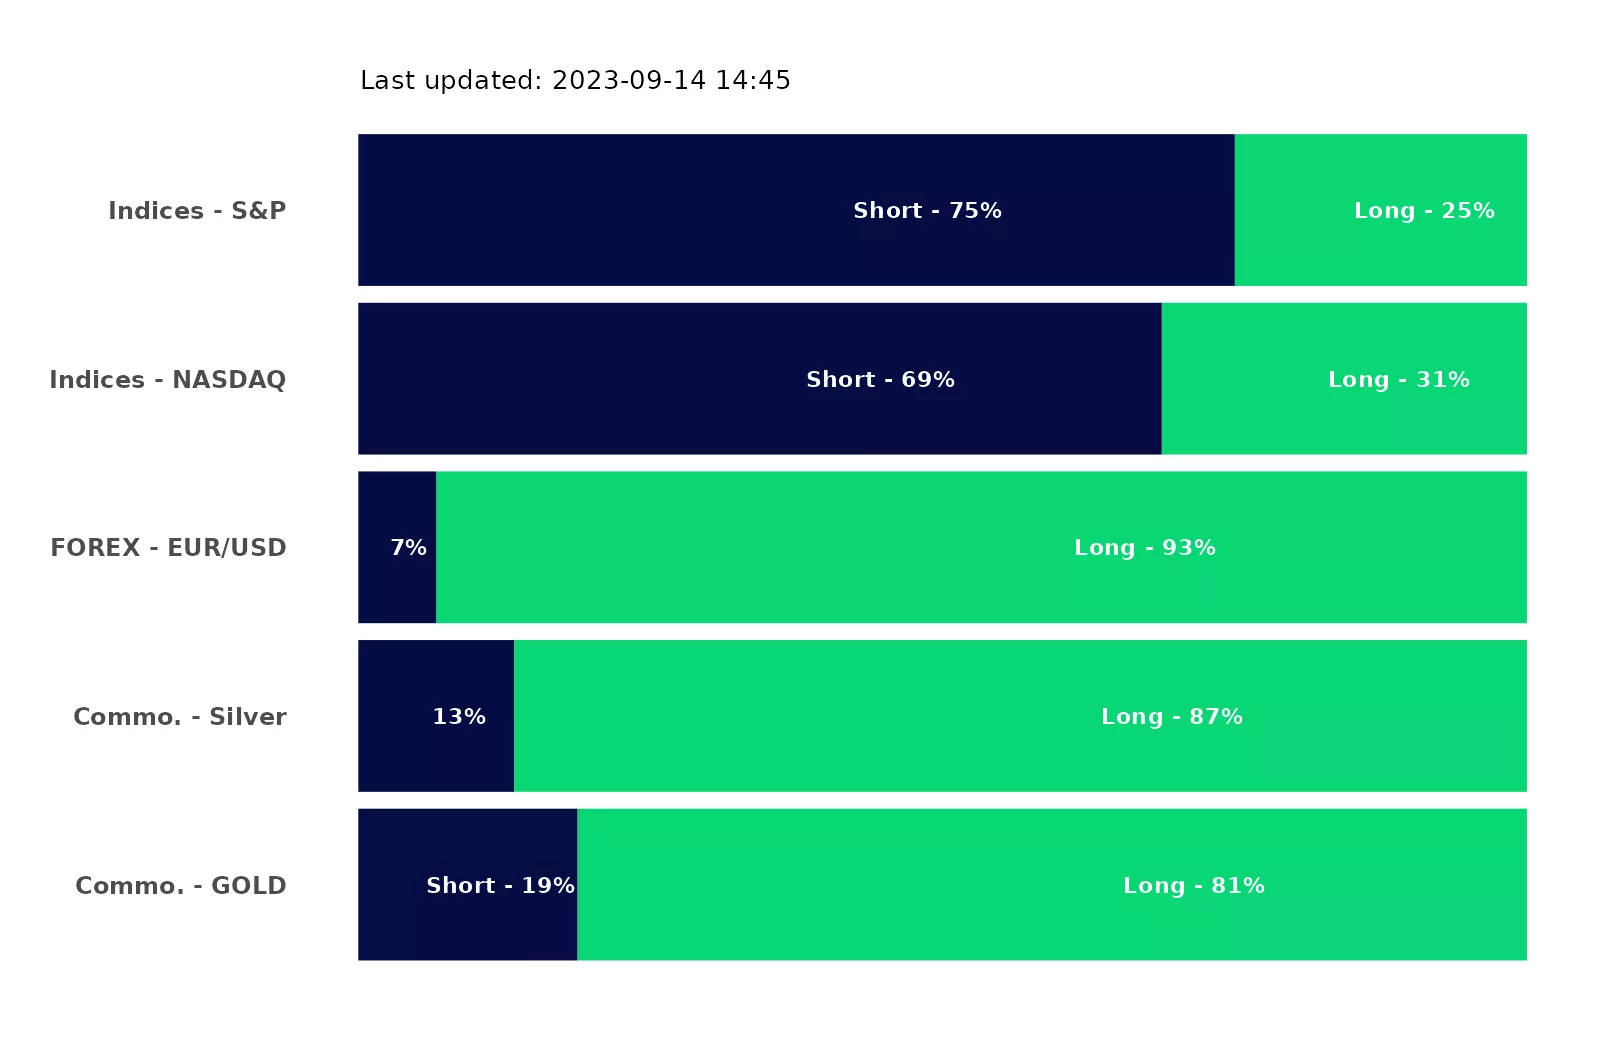 Last updated: 2023-09-14 14:45
Indices - S&P
Short - 75%
Long - 25%
Indices - NASDAQ
Short - 69%
Long - 31%
FOREX - EUR/USD
7%
Long - 93%
Commo. - Silver
13%
Long - 87%
Commo. - GOLD
Short - 19%
Long - 81%